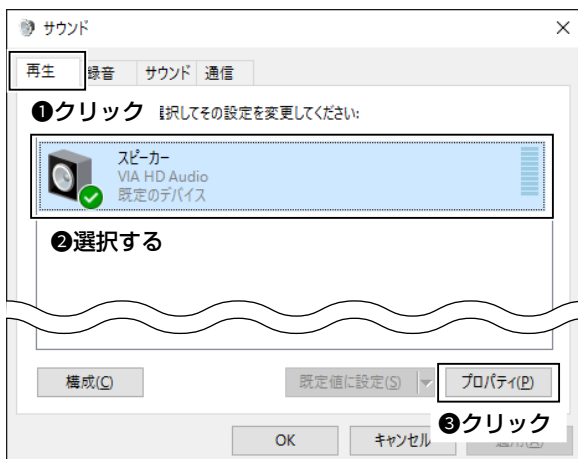 サウンド
再生 録音 サウンド 通信
❶クリック 択してその設定を変更してください:
スピーカー
VIA HD Audio
既定のデバイス
❷選択する
構成(C) 既定値に設定(S) プロパティ(P)
❸クリック
OK キャンセル